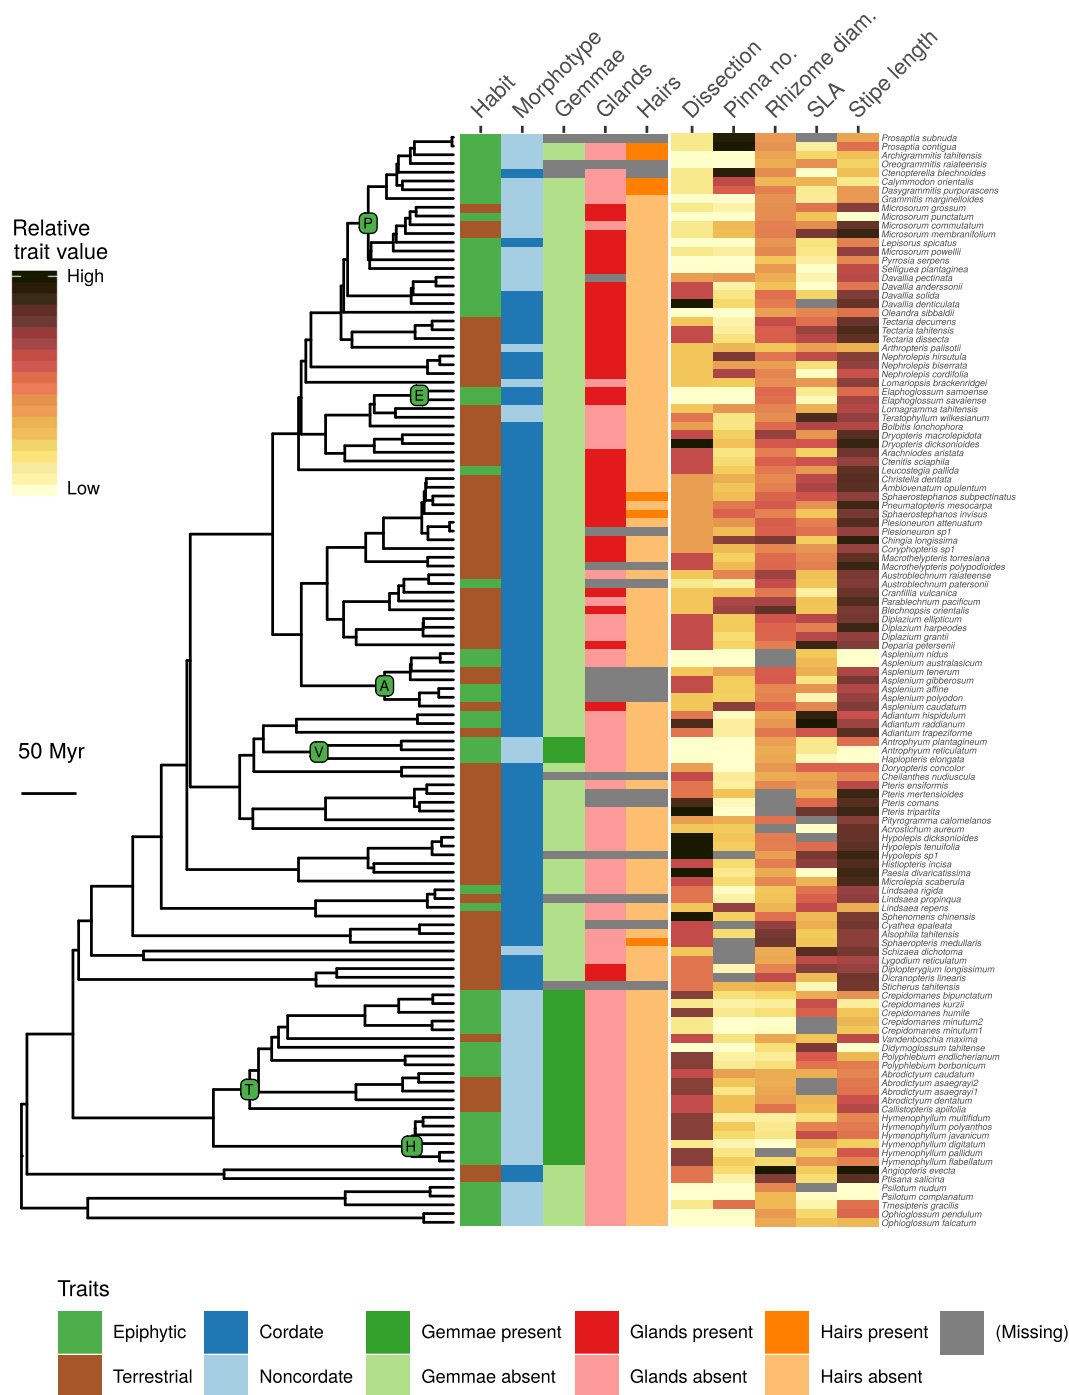 Habit
Morphotype
Gemmae
Glands
Hairs
Dissection
Pinna no.
Rhizome diam.
SLA
Stipe length
Relative
trait value
High
Low
50 Myr
P
E
A
V
T
H
Prosaptia subnuda
Prosaptia contigua
Archigrammitis tahitensis
Oreogrammitis raiateensis
Ctenopterella blechnoides
Calymmodon orientalis
Dasygrammitis purpurascens
Grammitis marginelloides
Microsorum grossum
Microsorum punctatum
Microsorum commutatum
Microsorum membranifolium
Lepisorus spicatus
Microsorum powellii
Pyrrosia serpens
Selliguea plantaginea
Davallia pectinata
Davallia anderssonii
Davallia solida
Davallia denticulata
Oleandra sibbaldii
Tectaria decurrens
Tectaria tahitensis
Tectaria dissecta
Arthropteris palisotii
Nephrolepis hirsutula
Nephrolepis biserrata
Nephrolepis cordifolia
Lomariopsis brackenridgei
Elaphoglossum samoense
Elaphoglossum savaiense
Lomagramma tahitensis
Teratophyllum wilkesianum
Bolbitis lonchophora
Dryopteris macrolepidota
Dryopteris dicksonioides
Arachniodes aristata
Ctenitis sciaphila
Leucostegia pallida
Christella dentata
Amblovenatum opulentum
Sphaerostephanos subpectinatus
Pneumatopteris mesocarpa
Sphaerostephanos invisus
Plesioneuron attenuatum
Plesioneuron sp1
Chingia longissima
Coryphopteris sp1
Macrothelypteris torresiana
Macrothelypteris polypodioides
Austroblechnum raiateense
Austroblechnum patersonii
Cranfillia vulcanica
Parablechnum pacificum
Blechnopsis orientalis
Diplazium ellipticum
Diplazium harpeodes
Diplazium grantii
Deparia petersenii
Asplenium nidus
Asplenium australasicum
Asplenium tenerum
Asplenium gibberosum
Asplenium affine
Asplenium polyodon
Asplenium caudatum
Adiantum hispidulum
Adiantum raddianum
Adiantum trapeziforme
Antrophyum plantagineum
Antrophyum reticulatum
Haplopteris elongata
Doryopteris concolor
Cheilanthes nudiuscula
Pteris ensiformis
Pteris mertensioides
Pteris comans
Pteris tripartita
Pityrogramma calomelanos
Acrostichum aureum
Hypolepis dicksonioides
Hypolepis tenuifolia
Hypolepis sp1
Histiopteris incisa
Paesia divaricatissima
Microlepia scaberula
Lindsaea rigida
Lindsaea propinqua
Lindsaea repens
Sphenomeris chinensis
Cyathea epaleata
Alsophila tahitensis
Sphaeropteris medullaris
Schizaea dichotoma
Lygodium reticulatum
Diplopterygium longissimum
Dicranopteris linearis
Sticherus tahitensis
Crepidomanes bipunctatum
Crepidomanes kurzii
Crepidomanes humile
Crepidomanes minutum2
Crepidomanes minutum1
Vandenboschia maxima
Didymoglossum tahitense
Polyphlebium endlicherianum
Polyphlebium borbonicum
Abrodictyum caudatum
Abrodictyum asaegrayi2
Abrodictyum asaegrayi1
Abrodictyum dentatum
Callistopteris apiifolia
Hymenophyllum multifidum
Hymenophyllum polyanthos
Hymenophyllum javanicum
Hymenophyllum digitatum
Hymenophyllum pallidum
Hymenophyllum flabellatum
Angiopteris evecta
Ptisana salicina
Psilotum nudum
Psilotum complanatum
Tmesipteris gracilis
Ophioglossum pendulum
Ophioglossum falcatum
Traits
Epiphytic
Cordate
Gemmae present
Glands present
Hairs present
(Missing)
Terrestrial
Noncordate
Gemmae absent
Glands absent
Hairs absent